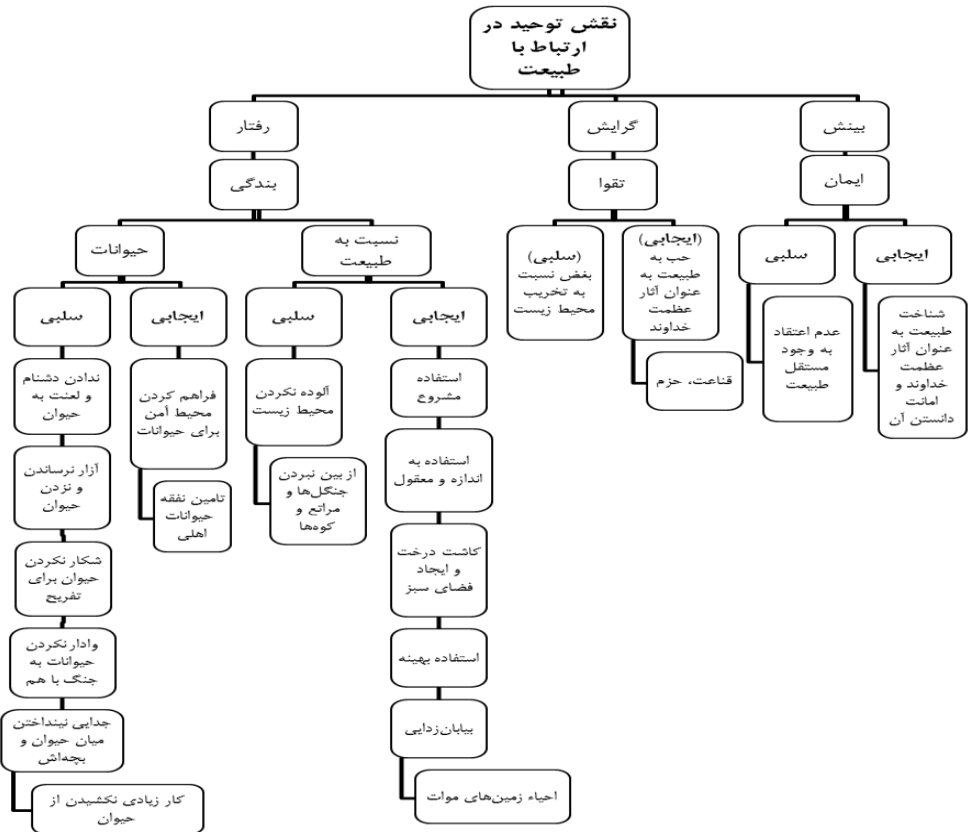 نقش توحید در
ارتباط با
طبیعت
بینش
گرایش
رفتار
ایمان
تقوا
بندگی
ایجابی
شناخت
طبیعت به
عنوان آثار
عظمت
خداوند و
امانت
دانستن آن
سلبی
عدم اعتقاد
به وجود
مستقل
طبیعت
(ایجابی)
حب به
طبیعت به
عنوان آثار
عظمت
خداوند
قناعت، حزم
(سلبی)
بغض نسبت
به تخریب
محیط زیست
نسبت به
طبیعت
ایجابی
استفاده
مشروع
استفاده به
اندازه و معقول
کاشت درخت
و ایجاد
فضای سبز
استفاده بهینه
بیابان‌زدایی
احیاء زمین‌های موات
سلبی
آلوده نکردن
محیط زیست
از بین نبردن
جنگل‌ها و
مراتع و
کوه‌ها
حیوانات
ایجابی
فراهم کردن
محیط أمن
برای حیوانات
تامین نفقه
حیوانات
اهلی
سلبی
ندادن دشنام
و لعنت به
حیوان
آزار نرساندن
و نزدن
حیوان
شکار نکردن
حیوان برای
تفریح
وادار نکردن
حیوانات به
جنگ با هم
جدایی نینداختن
میان حیوان و
بچه‌اش
کار زیادی نکشیدن از
حیوان